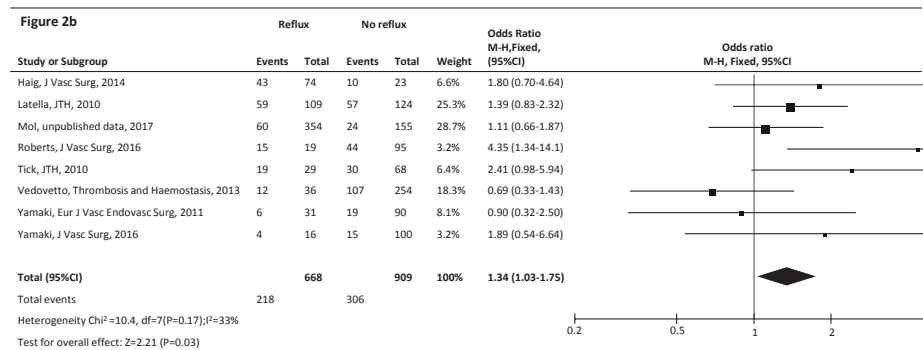 Figure 2b
Reflux No reflux
Odds Ratio M-H,Fixed, (95%CI)
Odds ratio M-H, Fixed, 95%CI
Study or Subgroup Events Total Events Total Weight
Haig, J Vasc Surg, 2014 43 74 10 23 6.6% 1.80 (0.70-4.64)
Latella, JTH, 2010 59 109 57 124 25.3% 1.39 (0.83-2.32)
Mol, unpublished data, 2017 60 354 24 155 28.7% 1.11 (0.66-1.87)
Roberts, J Vasc Surg, 2016 15 19 44 95 3.2% 4.35 (1.34-14.1)
Tick, JTH, 2010 19 29 30 68 6.4% 2.41 (0.98-5.94)
Vedovetto, Thrombosis and Haemostasis, 2013 12 36 107 254 18.3% 0.69 (0.33-1.43)
Yamaki, Eur J Vasc Endovasc Surg, 2011 6 31 19 90 8.1% 0.90 (0.32-2.50)
Yamaki, J Vasc Surg, 2016 4 16 15 100 3.2% 1.89 (0.54-6.64)
Total (95%CI) 668 909 100% 1.34 (1.03-1.75)
Total events 218 306
Heterogeneity Chi²=10.4, df=7(P=0.17);I²=33%
Test for overall effect: Z=2.21 (P=0.03)
0.2 0.5 1 2